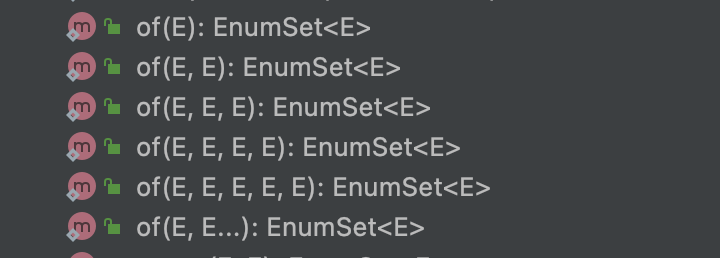 m of(E): EnumSet<E>
m of(E, E): EnumSet<E>
m of(E, E, E): EnumSet<E>
m of(E, E, E, E): EnumSet<E>
m of(E, E, E, E, E): EnumSet<E>
m of(E, E...): EnumSet<E>